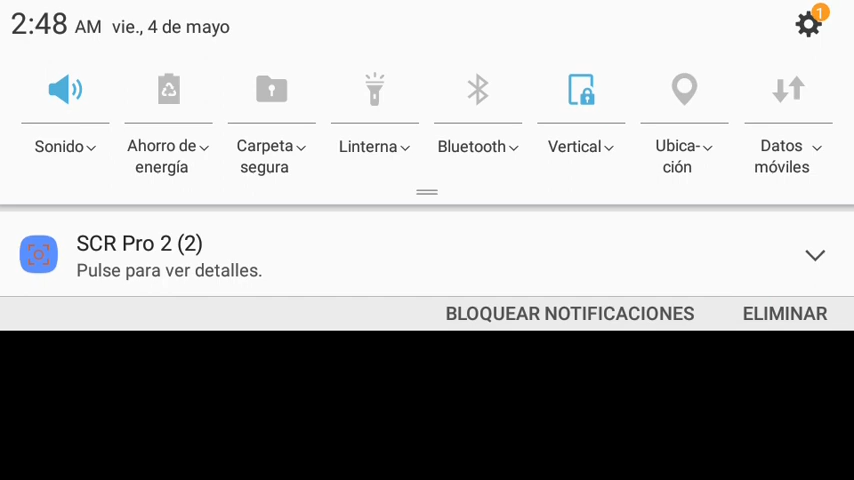 2:48 AM vie., 4 de mayo
1
Sonido
Ahorro de
energía
Carpeta
segura
Linterna
Bluetooth
Vertical
Ubica-
ción
Datos
móviles
SCR Pro 2 (2)
Pulse para ver detalles.
BLOQUEAR NOTIFICACIONES ELIMINAR